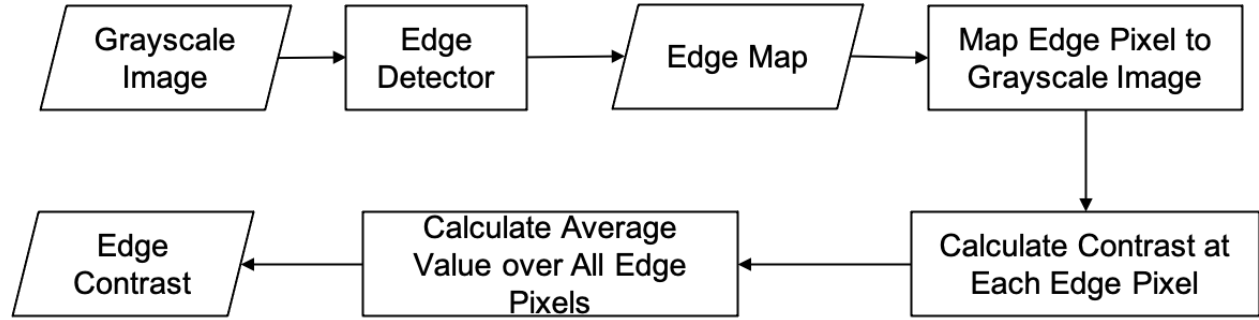 Grayscale
Image
Edge
Detector
Edge Map
Map Edge Pixel to
Grayscale Image
Calculate Contrast at
Each Edge Pixel
Calculate Average
Value over All Edge
Pixels
Edge
Contrast